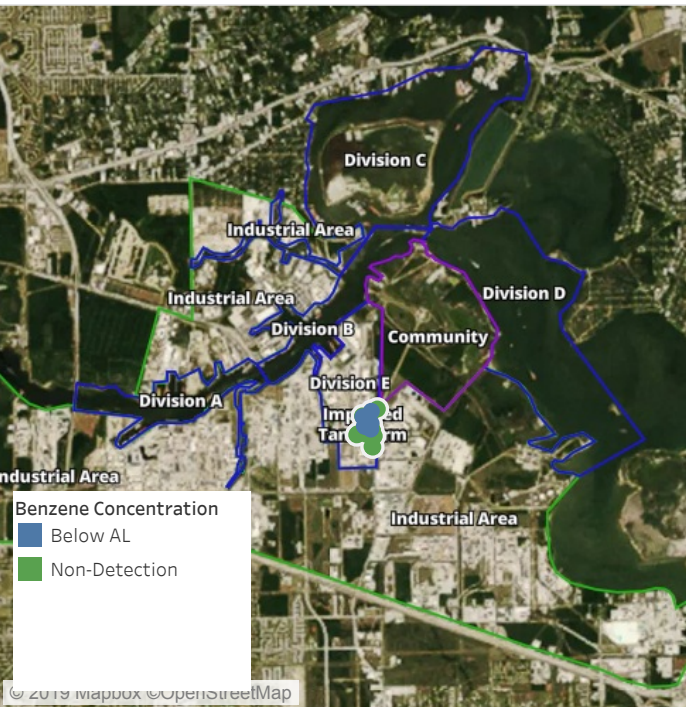 Division C
Industrial Area
Division D
Industrial Area
Division B
Community
Division E
Division A
ndustrial Area
Industrial Area
Benzene Concentration
Below AL
Non-Detection
© 2019 Mapbox ©OpenStreetMap